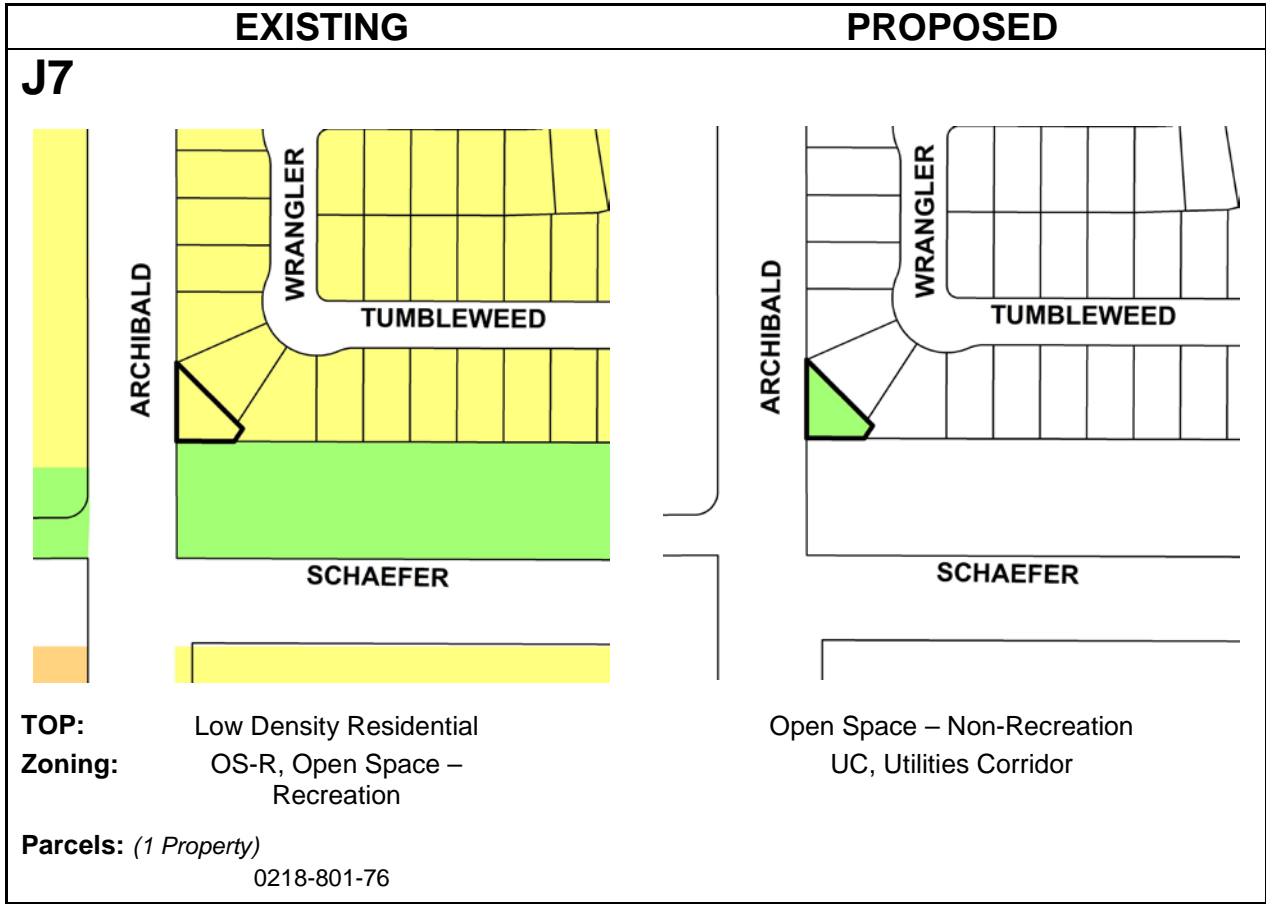 EXISTING PROPOSED
J7
ARCHIBALD
WRANGLER
TUMBLEWEED
SCHAEFER
ARCHIBALD
WRANGLER
TUMBLEWEED
SCHAEFER
TOP: Low Density Residential Open Space – Non-Recreation
Zoning: OS-R, Open Space – UC, Utilities Corridor
Recreation
Parcels: (1 Property)
0218-801-76